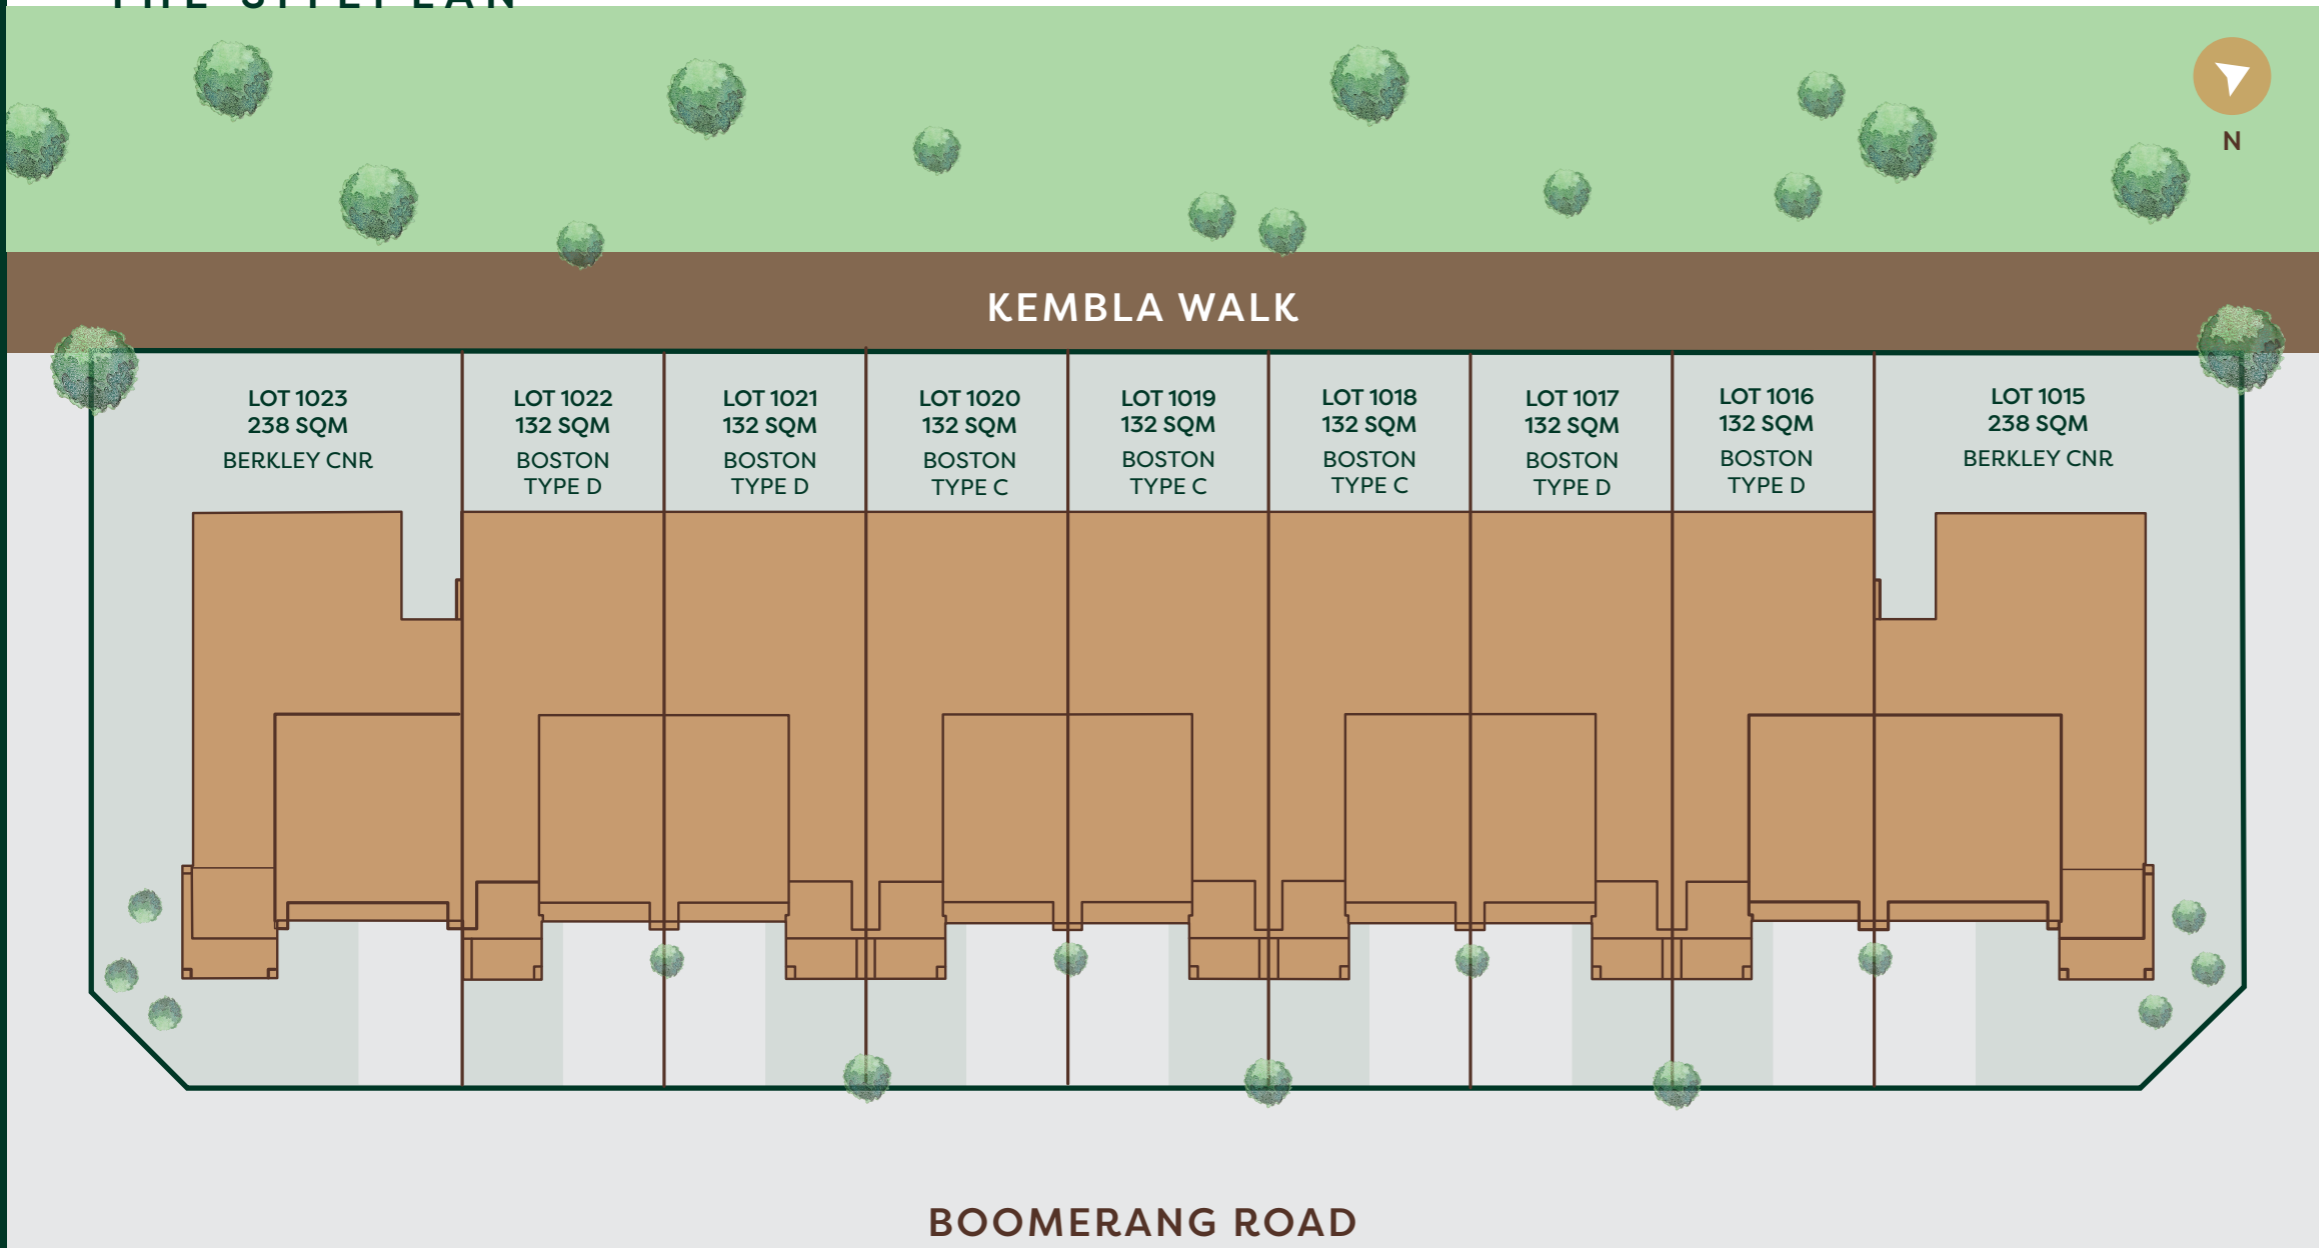 THE SITEPLAN
N
KEMBLA WALK
LOT 1023
238 SQM
BERKLEY CNR
LOT 1022
132 SQM
BOSTON
TYPE D
LOT 1021
132 SQM
BOSTON
TYPE D
LOT 1020
132 SQM
BOSTON
TYPE C
LOT 1019
132 SQM
BOSTON
TYPE C
LOT 1018
132 SQM
BOSTON
TYPE C
LOT 1017
132 SQM
BOSTON
TYPE D
LOT 1016
132 SQM
BOSTON
TYPE D
LOT 1015
238 SQM
BERKLEY CNR
BOOMERANG ROAD